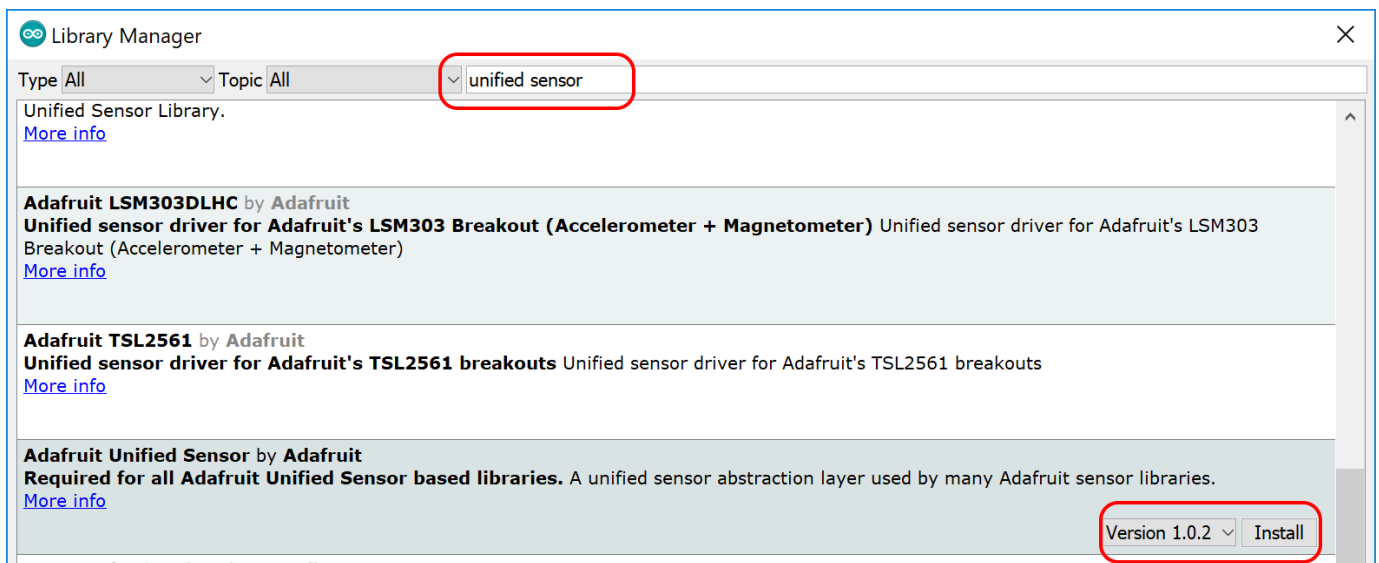 Library Manager
Type All Topic All unified sensor
Unified Sensor Library.
More info
Adafruit LSM303DLHC by Adafruit
Unified sensor driver for Adafruit's LSM303 Breakout (Accelerometer + Magnetometer) Unified sensor driver for Adafruit's LSM303
Breakout (Accelerometer + Magnetometer)
More info
Adafruit TSL2561 by Adafruit
Unified sensor driver for Adafruit's TSL2561 breakouts Unified sensor driver for Adafruit's TSL2561 breakouts
More info
Adafruit Unified Sensor by Adafruit
Required for all Adafruit Unified Sensor based libraries. A unified sensor abstraction layer used by many Adafruit sensor libraries.
More info
Version 1.0.2 Install